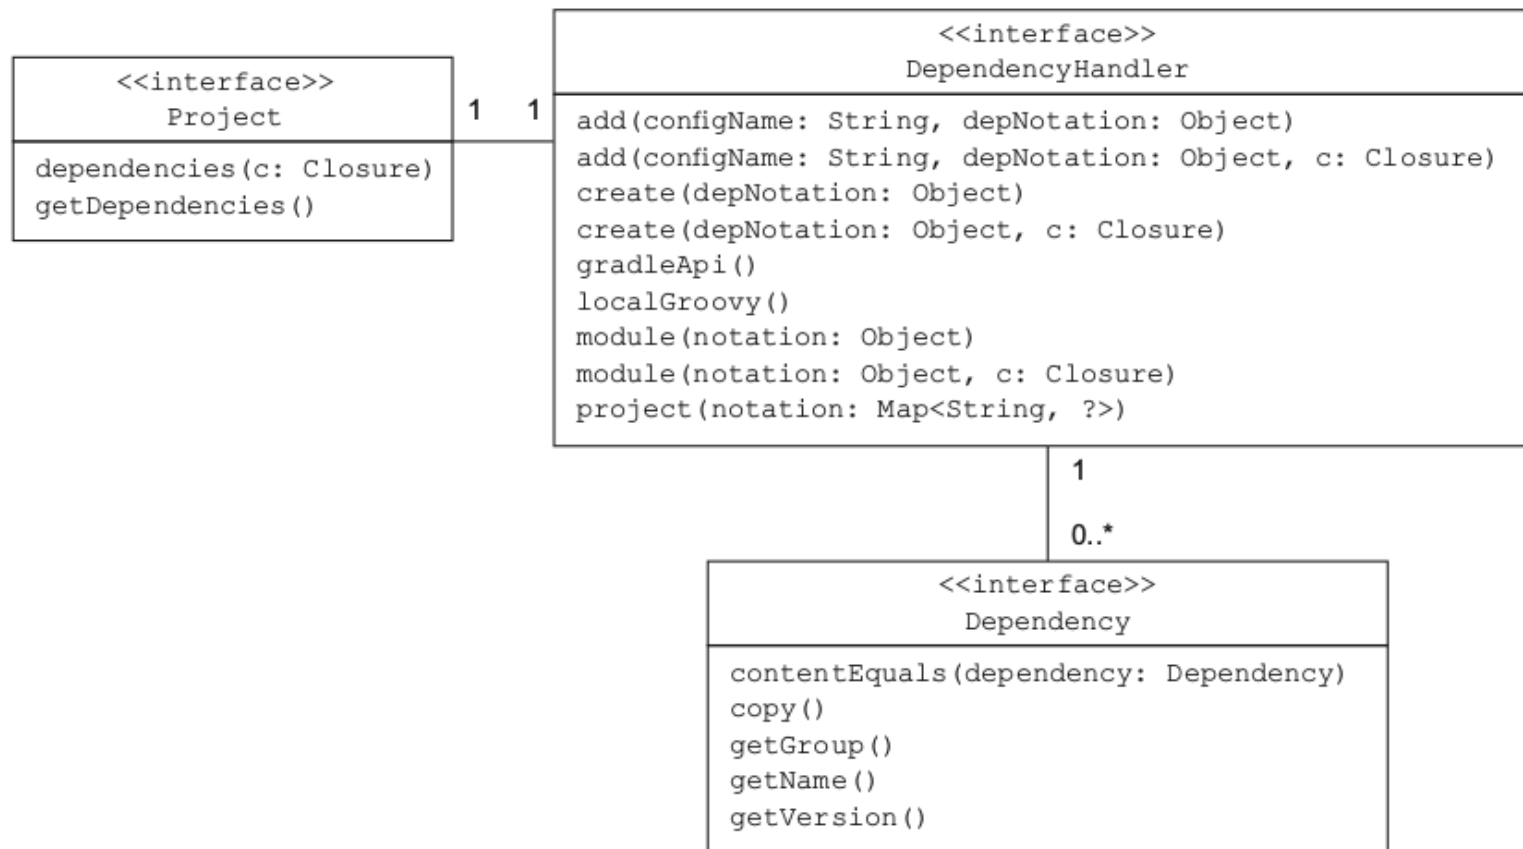 <<interface>>
Project
dependencies(c: Closure)
getDependencies()
1 1
<<interface>>
DependencyHandler
add(configName: String, depNotation: Object)
add(configName: String, depNotation: Object, c: Closure)
create(depNotation: Object)
create(depNotation: Object, c: Closure)
gradleApi()
localGroovy()
module(notation: Object)
module(notation: Object, c: Closure)
project(notation: Map<String, ?>)
1
0..*
<<interface>>
Dependency
contentEquals(dependency: Dependency)
copy()
getGroup()
getName()
getVersion()